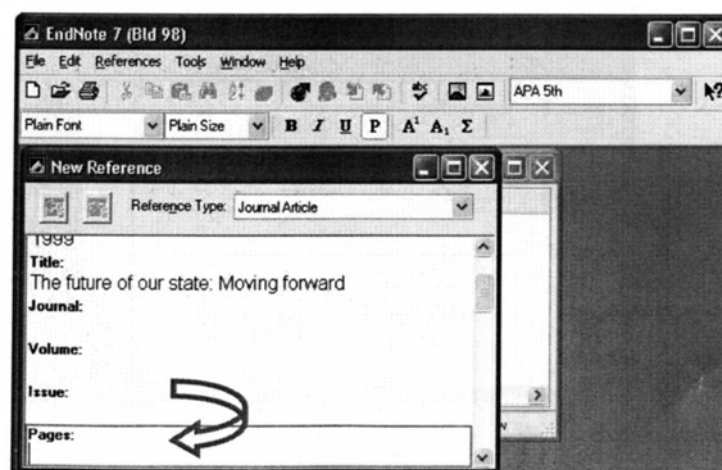 EndNote 7 (Bld 98)
File Edit References Tools Window Help
APA 5th
Plain Font Plain Size B I U P A¹ A₁ Σ
New Reference
Reference Type: Journal Article
1999
Title:
The future of our state: Moving forward
Journal:
Volume:
Issue:
Pages: